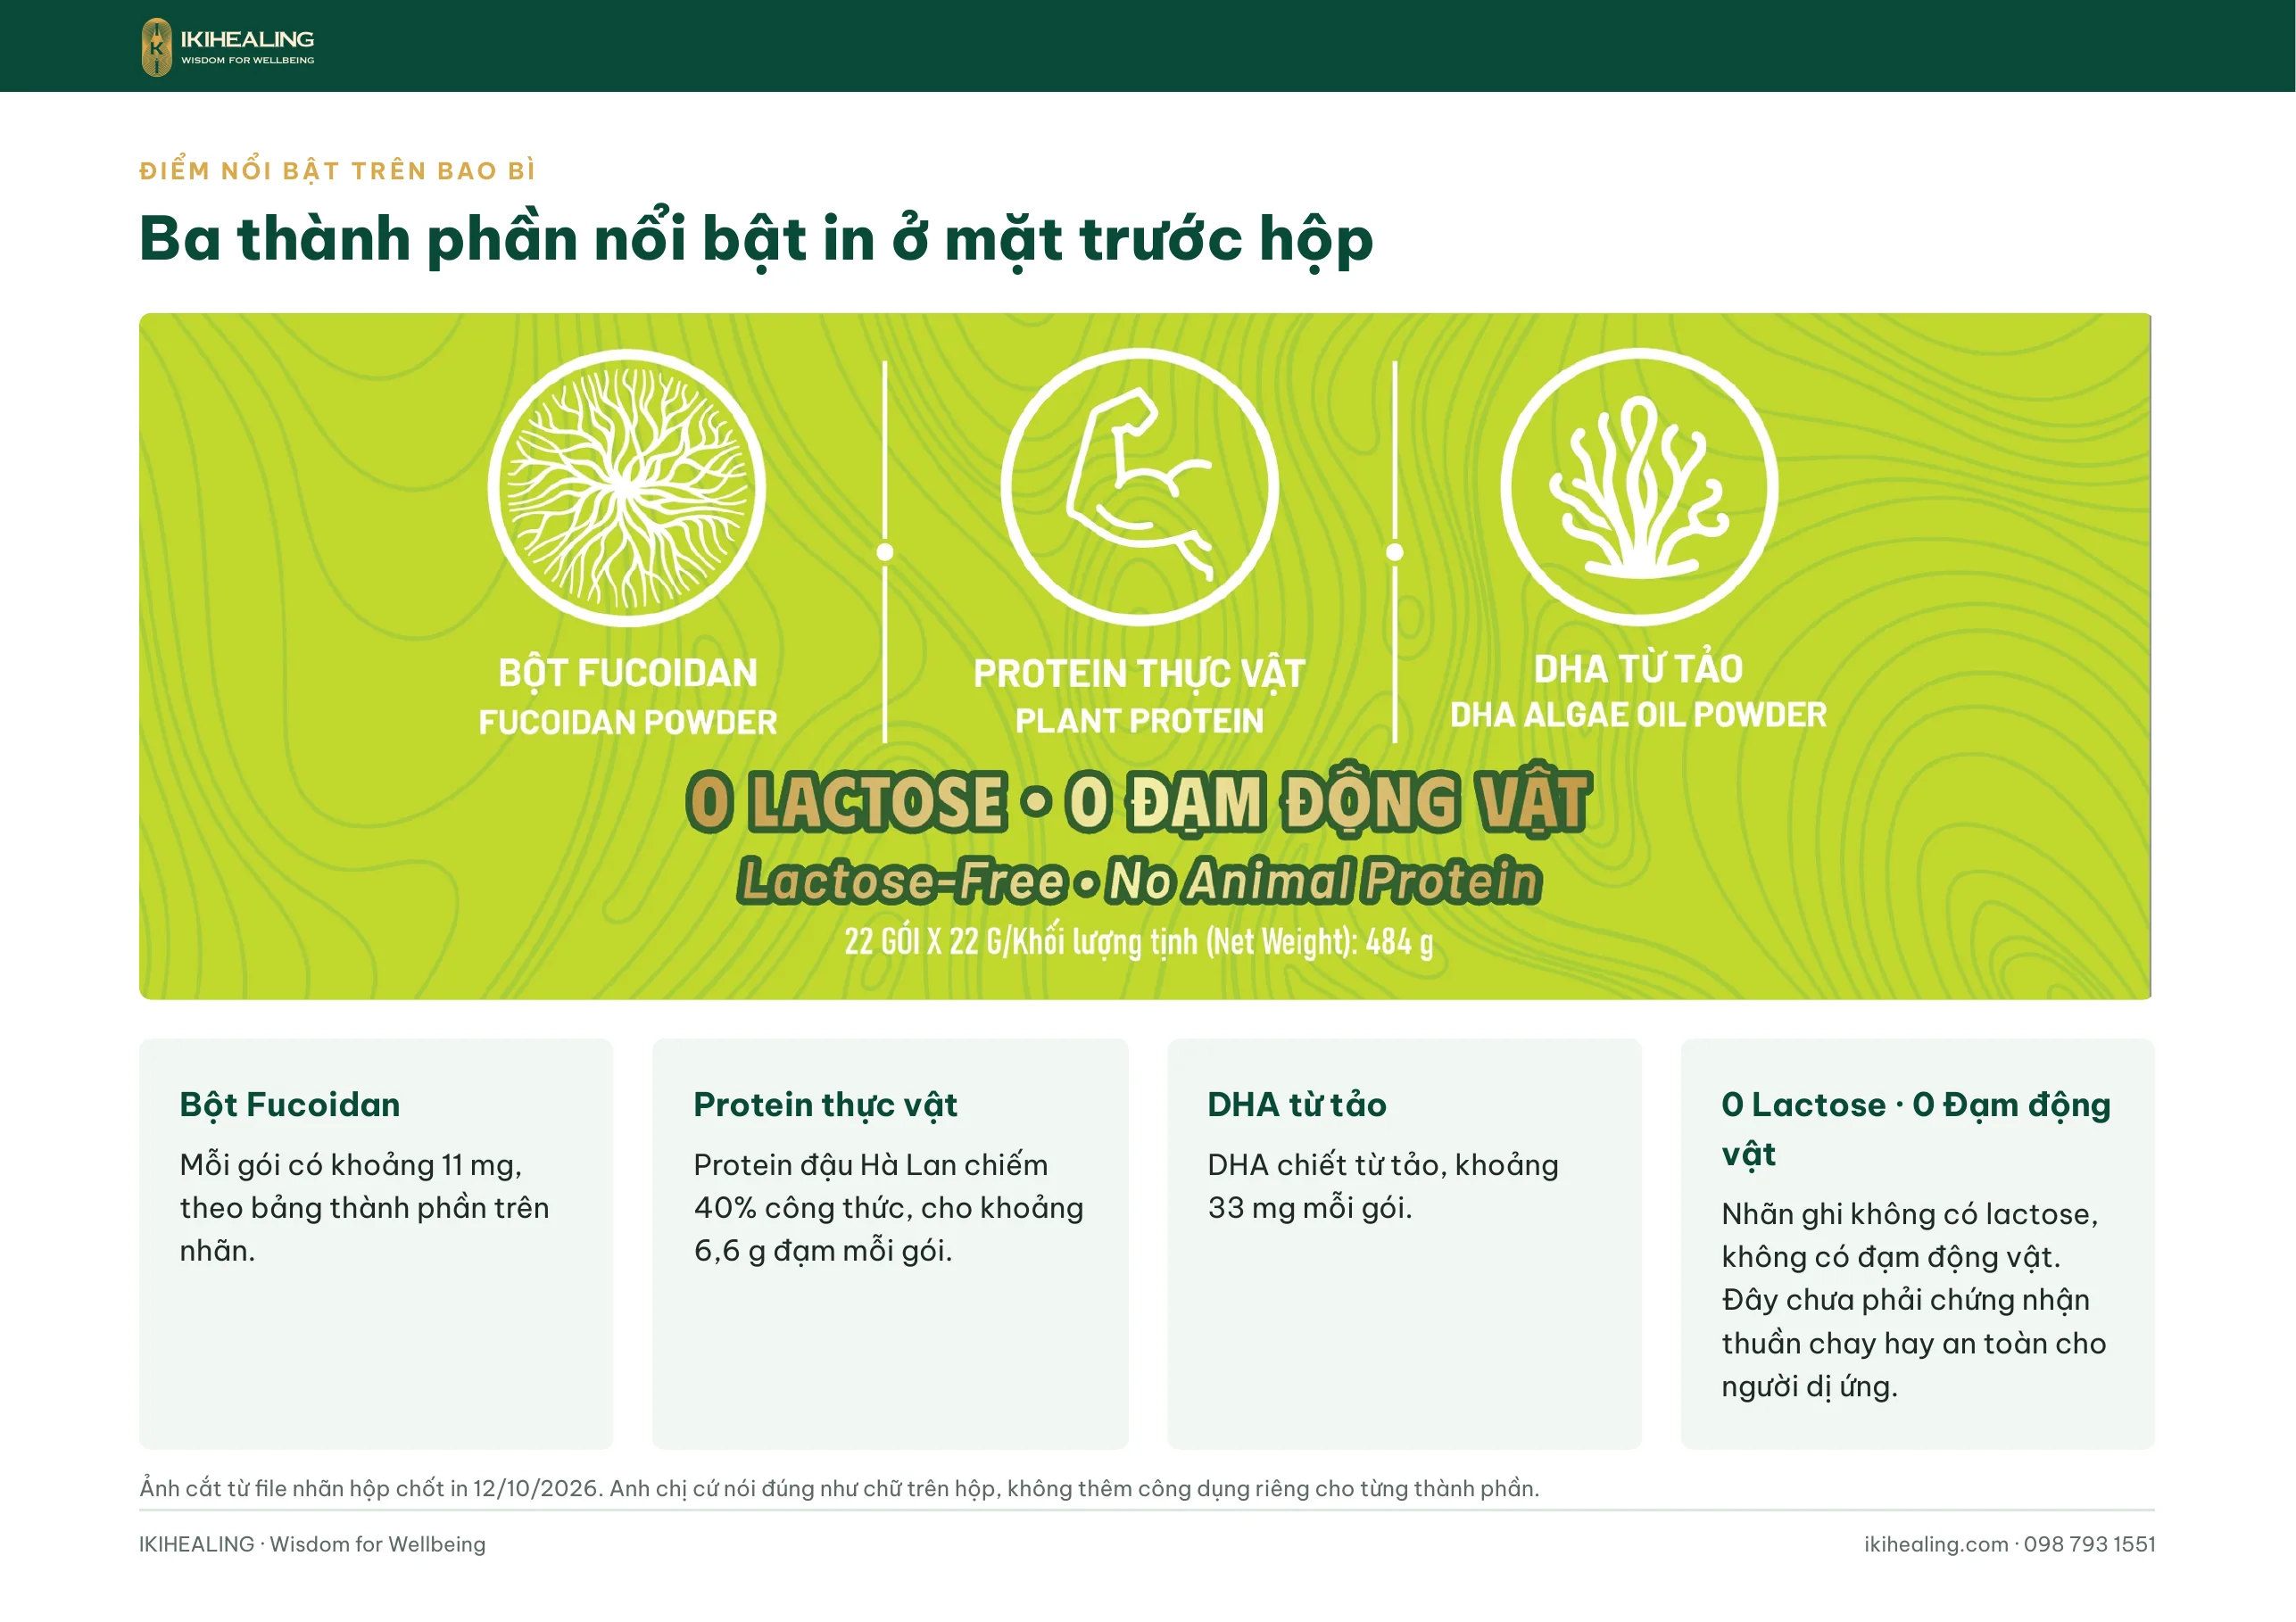 IKIHEALING
WISDOM FOR WELLBEING
ĐIỂM NỔI BẬT TRÊN BAO BÌ
Ba thành phần nổi bật in ở mặt trước hộp
BỘT FUCOIDAN
FUCOIDAN POWDER
PROTEIN THỰC VẬT
PLANT PROTEIN
DHA TỪ TẢO
DHA ALGAE OIL POWDER
0 LACTOSE • 0 ĐẠM ĐỘNG VẬT
Lactose-Free • No Animal Protein
22 GÓI X 22 G/Khối lượng tịnh (Net Weight): 484 g
Bột Fucoidan
Mỗi gói có khoảng 11 mg,
theo bảng thành phần trên
nhãn.
Protein thực vật
Protein đậu Hà Lan chiếm
40% công thức, cho khoảng
6,6 g đạm mỗi gói.
DHA từ tảo
DHA chiết từ tảo, khoảng
33 mg mỗi gói.
0 Lactose · 0 Đạm động
vật
Nhãn ghi không có lactose,
không có đạm động vật.
Đây chưa phải chứng nhận
thuần chay hay an toàn cho
người dị ứng.
Ảnh cắt từ file nhãn hộp chốt in 12/10/2026. Anh chị cứ nói đúng như chữ trên hộp, không thêm công dụng riêng cho từng thành phần.
IKIHEALING · Wisdom for Wellbeing
ikihealing.com · 098 793 1551